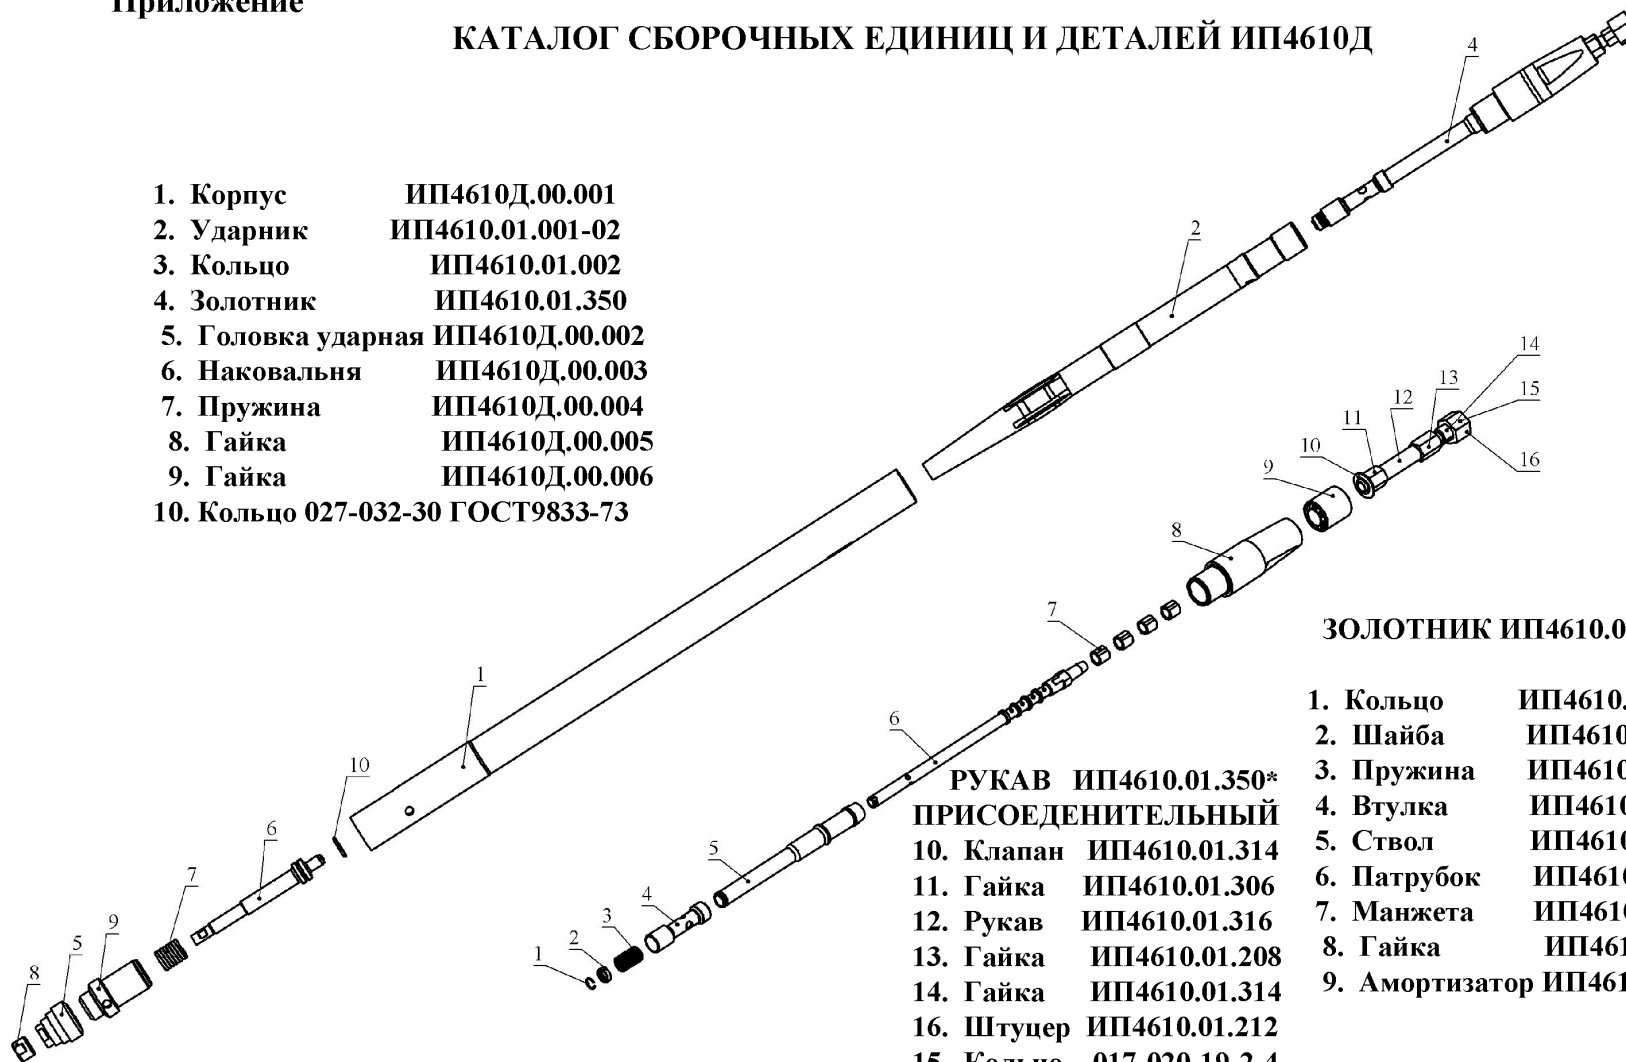 Приложение
КАТАЛОГ СБОРОЧНЫХ ЕДИНИЦ И ДЕТАЛЕЙ ИП4610Д
1. Корпус ИП4610Д.00.001
2. Ударник ИП4610.01.001-02
3. Кольцо ИП4610.01.002
4. Золотник ИП4610.01.350
5. Головка ударная ИП4610Д.00.002
6. Наковальня ИП4610Д.00.003
7. Пружина ИП4610Д.00.004
8. Гайка ИП4610Д.00.005
9. Гайка ИП4610Д.00.006
10. Кольцо 027-032-30 ГОСТ9833-73
4
2
1
10
6
7
9
5
8
14
13
15
12
11
10
16
9
8
7
6
5
4
3
2
1
РУКАВ ИП4610.01.350*
ПРИСОЕДЕНИТЕЛЬНЫЙ
10. Клапан ИП4610.01.314
11. Гайка ИП4610.01.306
12. Рукав ИП4610.01.316
13. Гайка ИП4610.01.208
14. Гайка ИП4610.01.314
16. Штуцер ИП4610.01.212
15. Кольцо 017-020-19-2-4
ЗОЛОТНИК ИП4610.0
1. Кольцо ИП4610.
2. Шайба ИП4610
3. Пружина ИП4610
4. Втулка ИП4610
5. Ствол ИП4610
6. Патрубок ИП4610
7. Манжета ИП4610
8. Гайка ИП461
9. Амортизатор ИП461